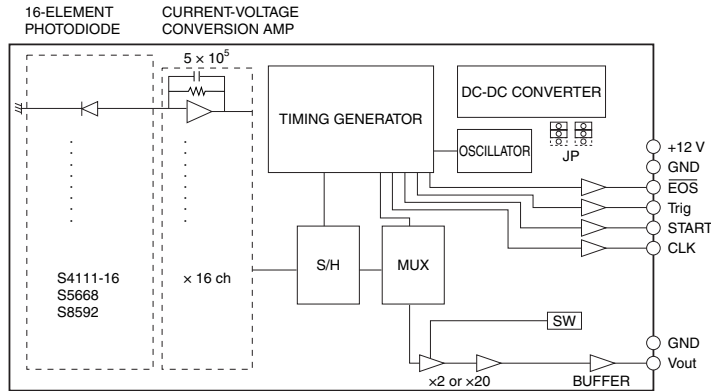 16-ELEMENT
PHOTODIODE
CURRENT-VOLTAGE
CONVERSION AMP
5 × 10⁵
TIMING GENERATOR
DC-DC CONVERTER
OSCILLATOR
JP
+12 V
GND
E̅O̅S̅
Trig
START
CLK
S4111-16
S5668
S8592
× 16 ch
S/H
MUX
SW
GND
Vout
×2 or ×20
BUFFER